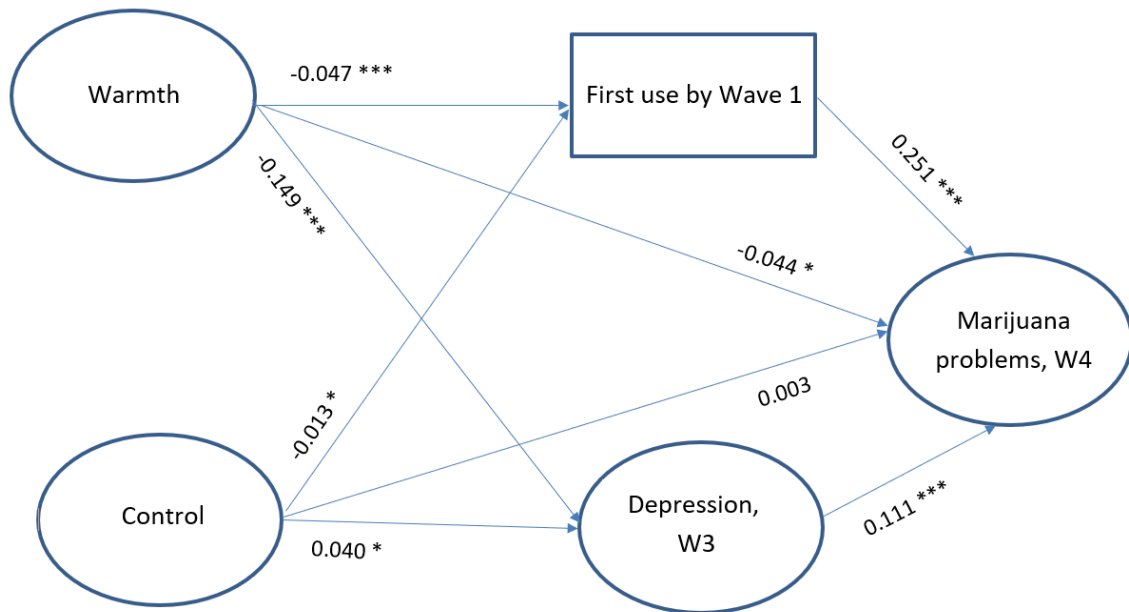 Warmth
-0.047 ***
First use by Wave 1
-0.149 ***
0.251 ***
-0.044 *
Marijuana
problems, W4
-0.013 *
0.003
Control
0.040 *
Depression,
W3
0.111 ***